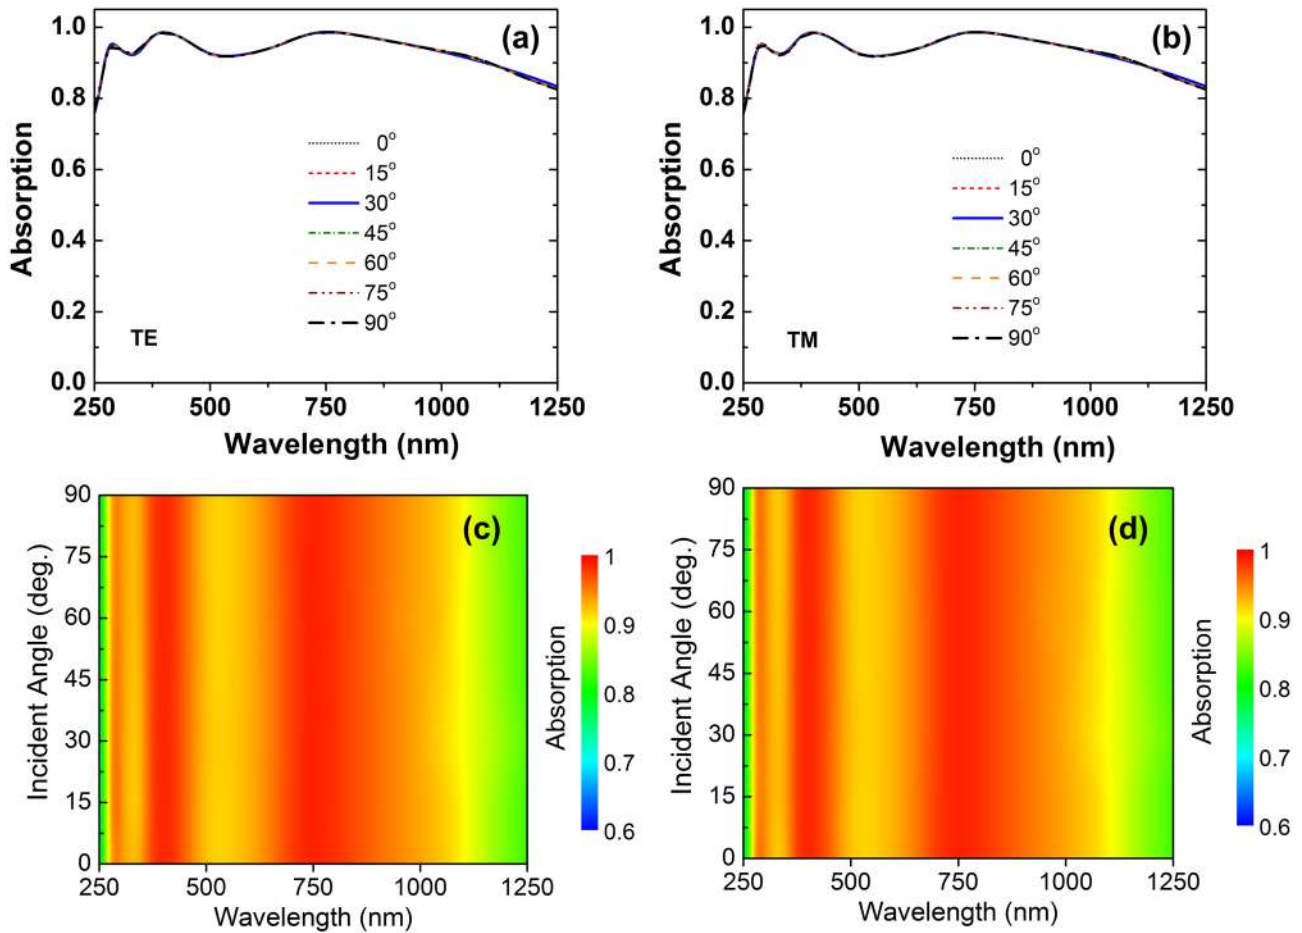 (a)
1.0
0.8
0.6
0.4
0.2
0.0
Absorption
0°
15°
30°
45°
60°
75°
90°
TE
250 500 750 1000 1250
Wavelength (nm)
(b)
1.0
0.8
0.6
0.4
0.2
0.0
Absorption
0°
15°
30°
45°
60°
75°
90°
TM
250 500 750 1000 1250
Wavelength (nm)
(c)
90
75
60
45
30
15
0
Incident Angle (deg.)
250 500 750 1000 1250
Wavelength (nm)
Absorption
1
0.9
0.8
0.7
0.6
(d)
90
75
60
45
30
15
0
Incident Angle (deg.)
250 500 750 1000 1250
Wavelength (nm)
Absorption
1
0.9
0.8
0.7
0.6